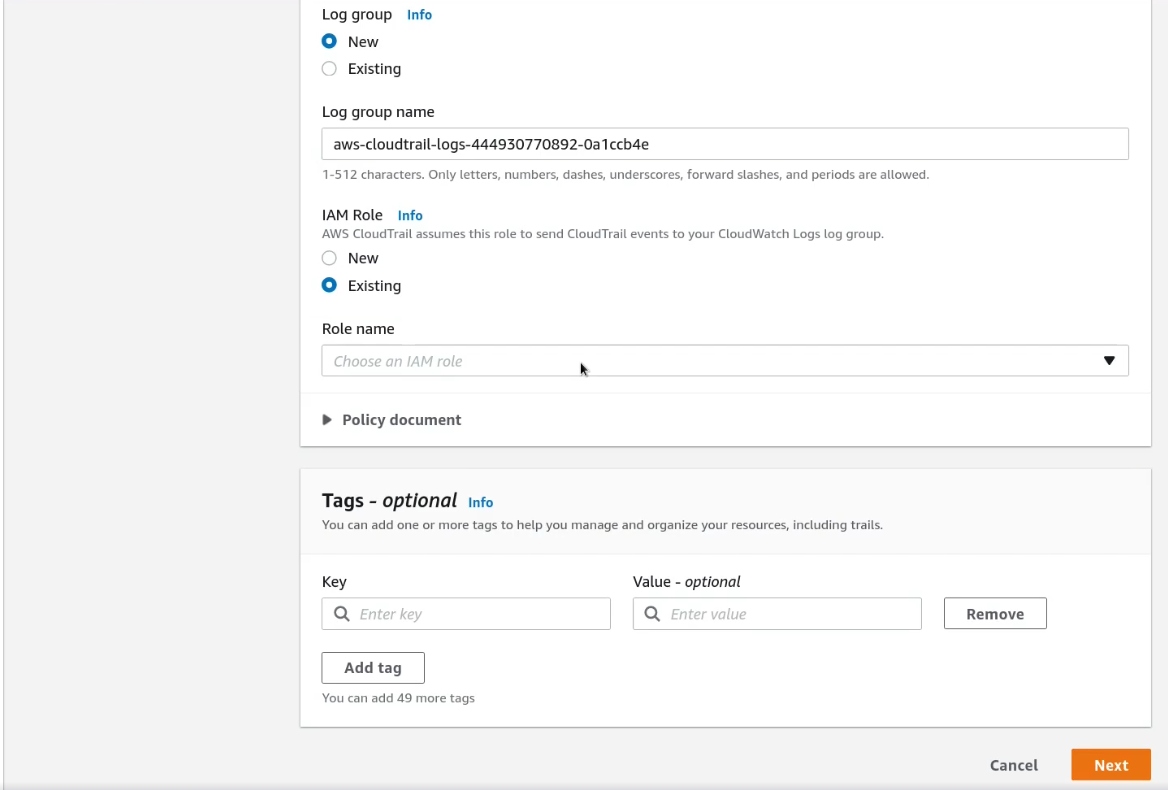 Log group Info
New
Existing
Log group name
aws-cloudtrail-logs-444930770892-0a1ccb4e
1-512 characters. Only letters, numbers, dashes, underscores, forward slashes, and periods are allowed.
IAM Role Info
AWS CloudTrail assumes this role to send CloudTrail events to your CloudWatch Logs log group.
New
Existing
Role name
Choose an IAM role
Policy document
Tags - optional Info
You can add one or more tags to help you manage and organize your resources, including trails.
Key Value - optional
Enter key Enter value Remove
Add tag
You can add 49 more tags
Cancel Next